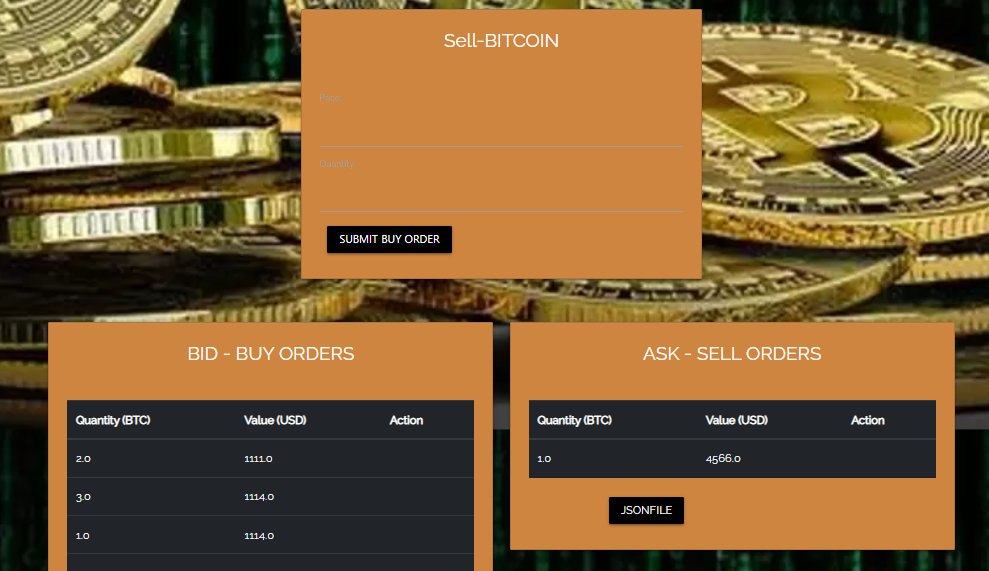 Sell-BITCOIN
Price:
Quantity:
SUBMIT BUY ORDER
BID - BUY ORDERS
Quantity (BTC) Value (USD) Action
2.0 1111.0
3.0 1114.0
1.0 1114.0
ASK - SELL ORDERS
Quantity (BTC) Value (USD) Action
1.0 4566.0
JSONFILE